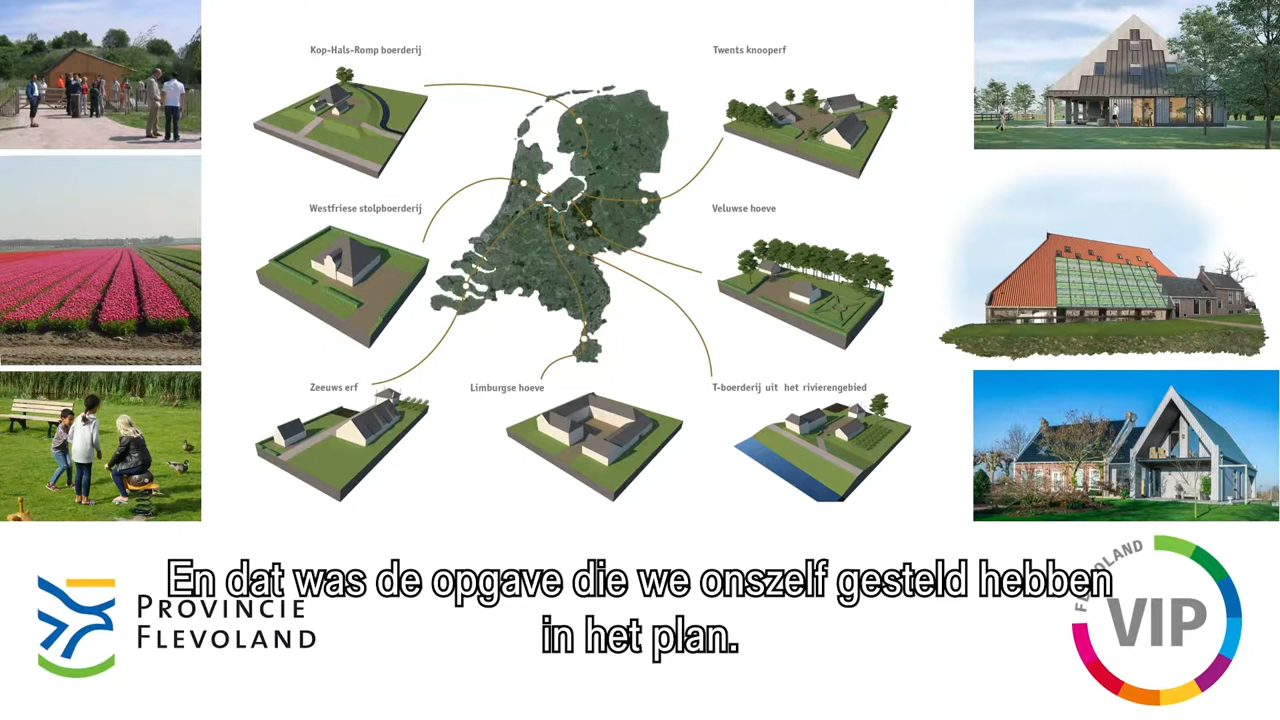 Kop-Hals-Romp boerderij
Twents knooperf
Westfriese stolpboerderij
Veluwse hoeve
Zeeuws erf
Limburgse hoeve
T-boerderij uit het rivierengebied
En dat was de opgave die we onszelf gesteld hebben
in het plan.
PROVINCIE
FLEVOLAND
FLEVOLAND
VIP